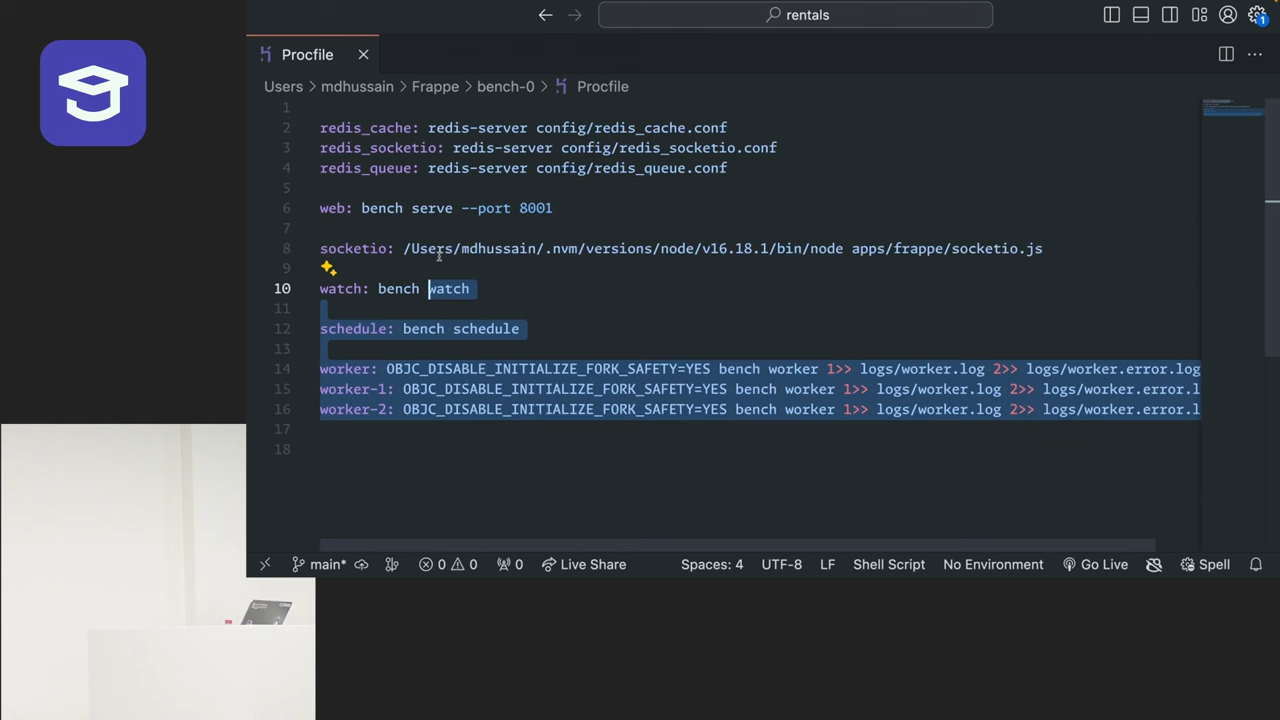 rentals
1
Procfile
Users > mdhussain > Frappe > bench-0 > Procfile
1
2 redis_cache: redis-server config/redis_cache.conf
3 redis_socketio: redis-server config/redis_socketio.conf
4 redis_queue: redis-server config/redis_queue.conf
5
6 web: bench serve --port 8001
7
8 socketio: /Users/mdhussain/.nvm/versions/node/v16.18.1/bin/node apps/frappe/socketio.js
9
10 watch: bench watch
11
12 schedule: bench schedule
13
14 worker: OBJC_DISABLE_INITIALIZE_FORK_SAFETY=YES bench worker 1>> logs/worker.log 2>> logs/worker.error.log
15 worker-1: OBJC_DISABLE_INITIALIZE_FORK_SAFETY=YES bench worker 1>> logs/worker.log 2>> logs/worker.error.l
16 worker-2: OBJC_DISABLE_INITIALIZE_FORK_SAFETY=YES bench worker 1>> logs/worker.log 2>> logs/worker.error.l
17
18
main* 0 0 0 Live Share Spaces: 4 UTF-8 LF Shell Script No Environment Go Live Spell